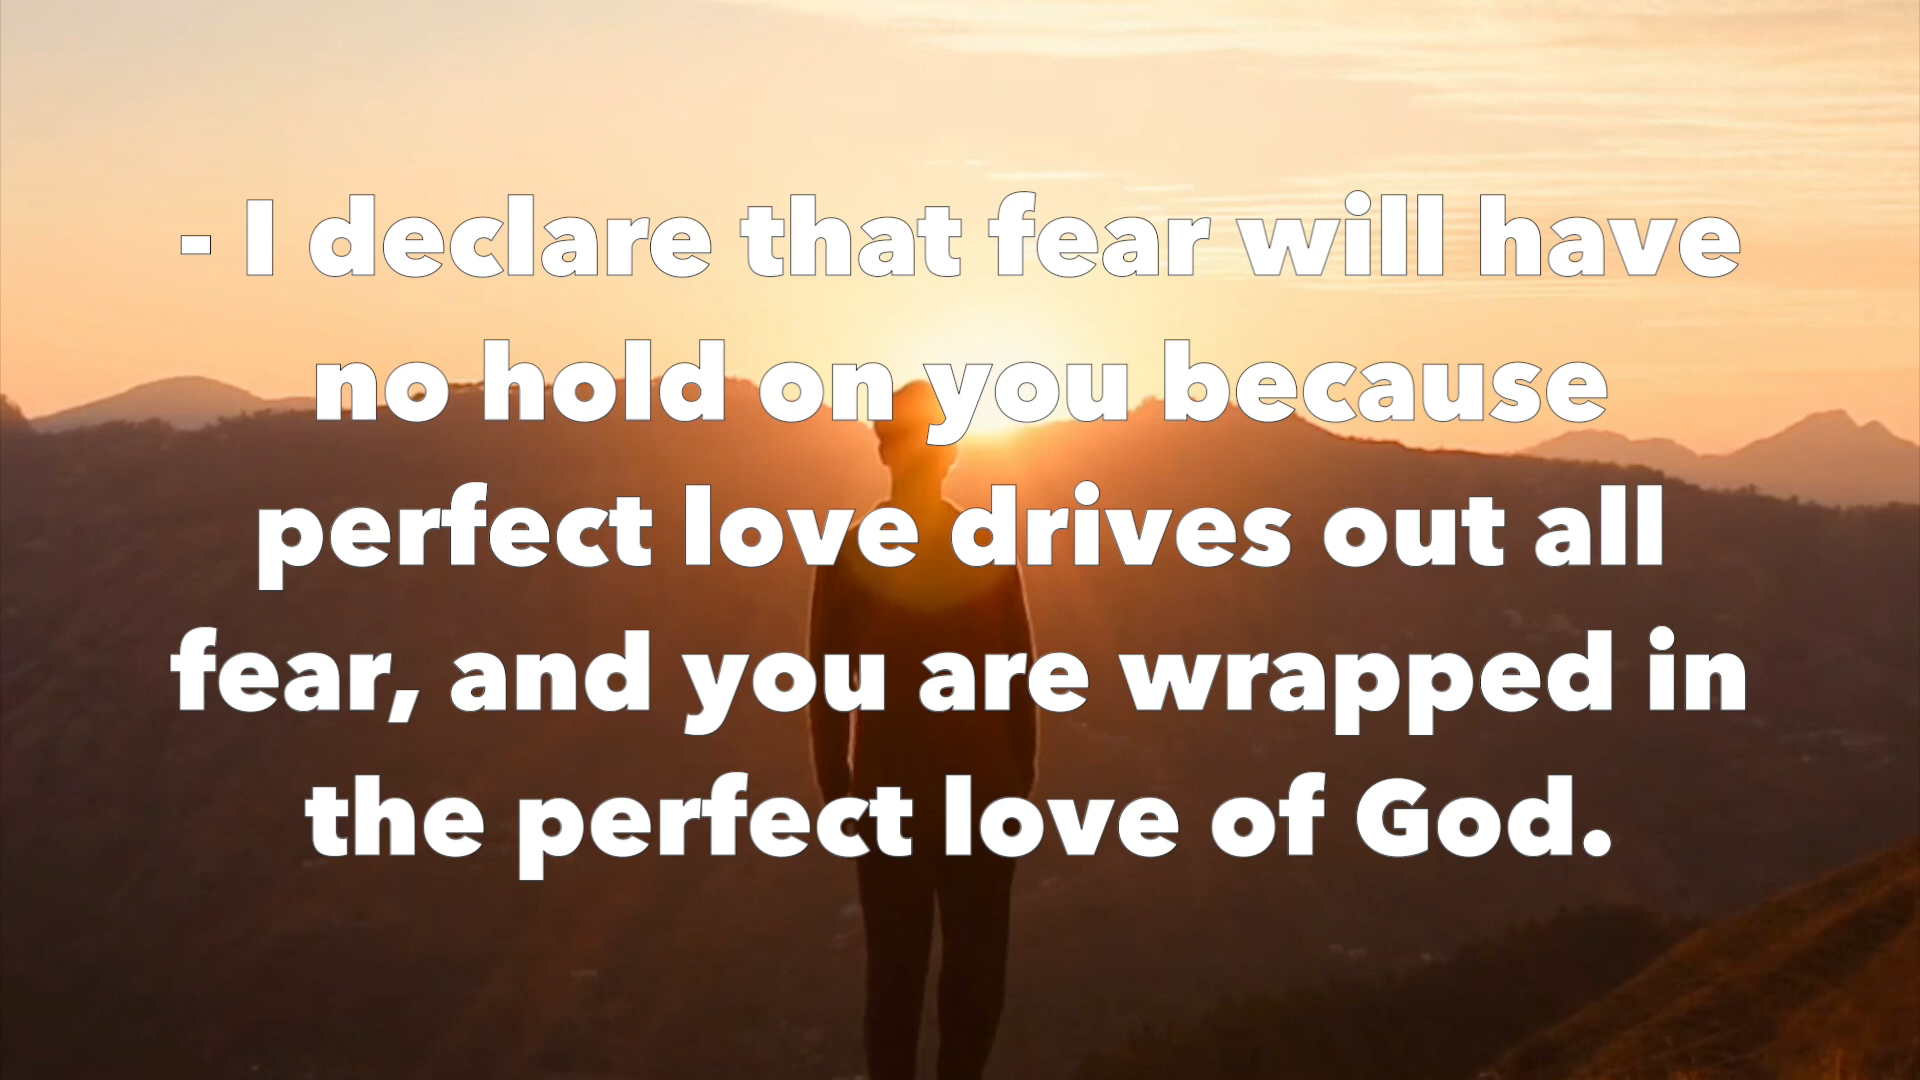 - I declare that fear will have
no hold on you because
perfect love drives out all
fear, and you are wrapped in
the perfect love of God.